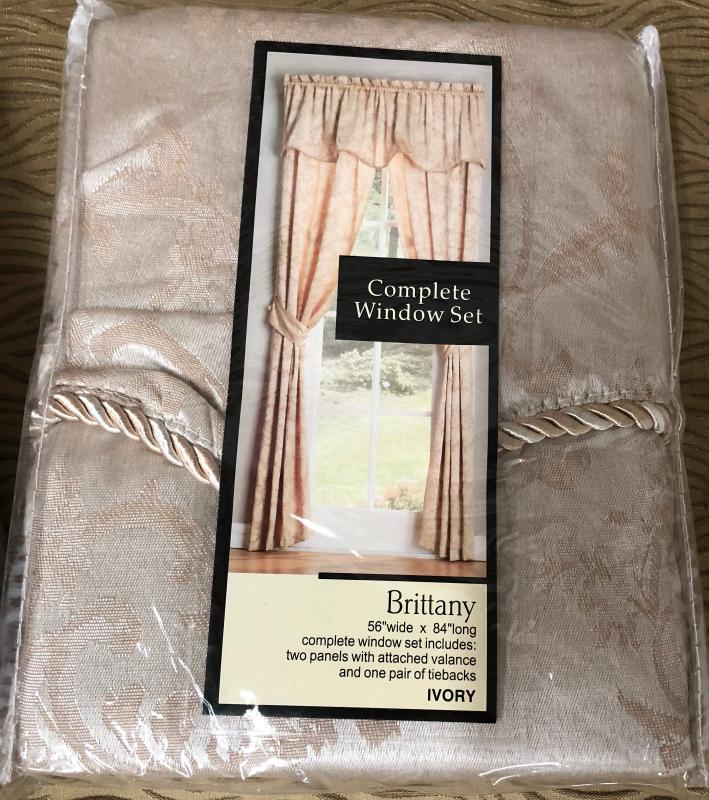 Complete
Window Set
Brittany
56"wide x 84"long
complete window set includes:
two panels with attached valance
and one pair of tiebacks
IVORY